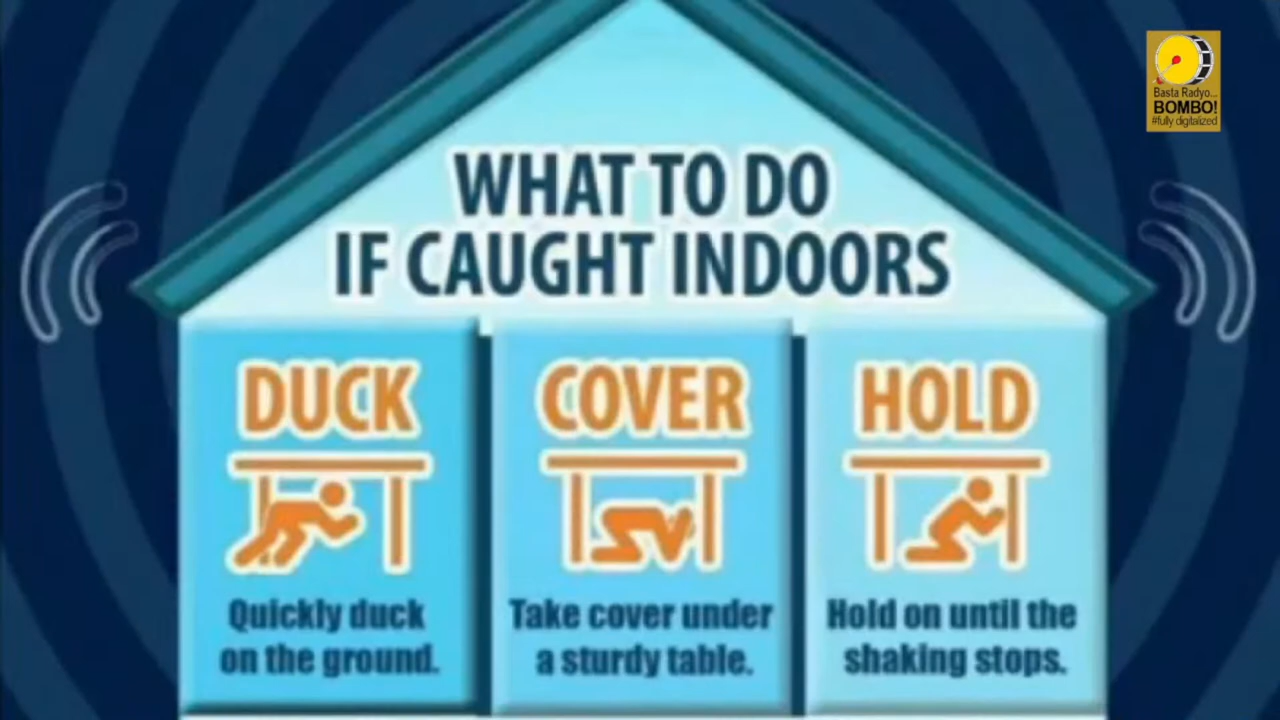 Basta Radyo...
BOMBO!
#fully digitalized
WHAT TO DO
IF CAUGHT INDOORS
DUCK
Quickly duck
on the ground.
COVER
Take cover under
a sturdy table.
HOLD
Hold on until the
shaking stops.